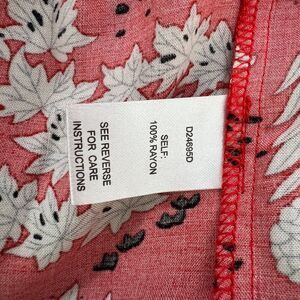 D24695D
SELF:
100% RAYON
SEE REVERSE
FOR CARE
INSTRUCTIONS